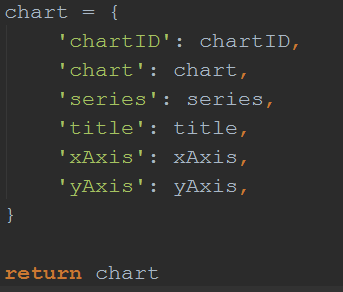 chart = {
    'chartID': chartID,
    'chart': chart,
    'series': series,
    'title': title,
    'xAxis': xAxis,
    'yAxis': yAxis,
}
return chart